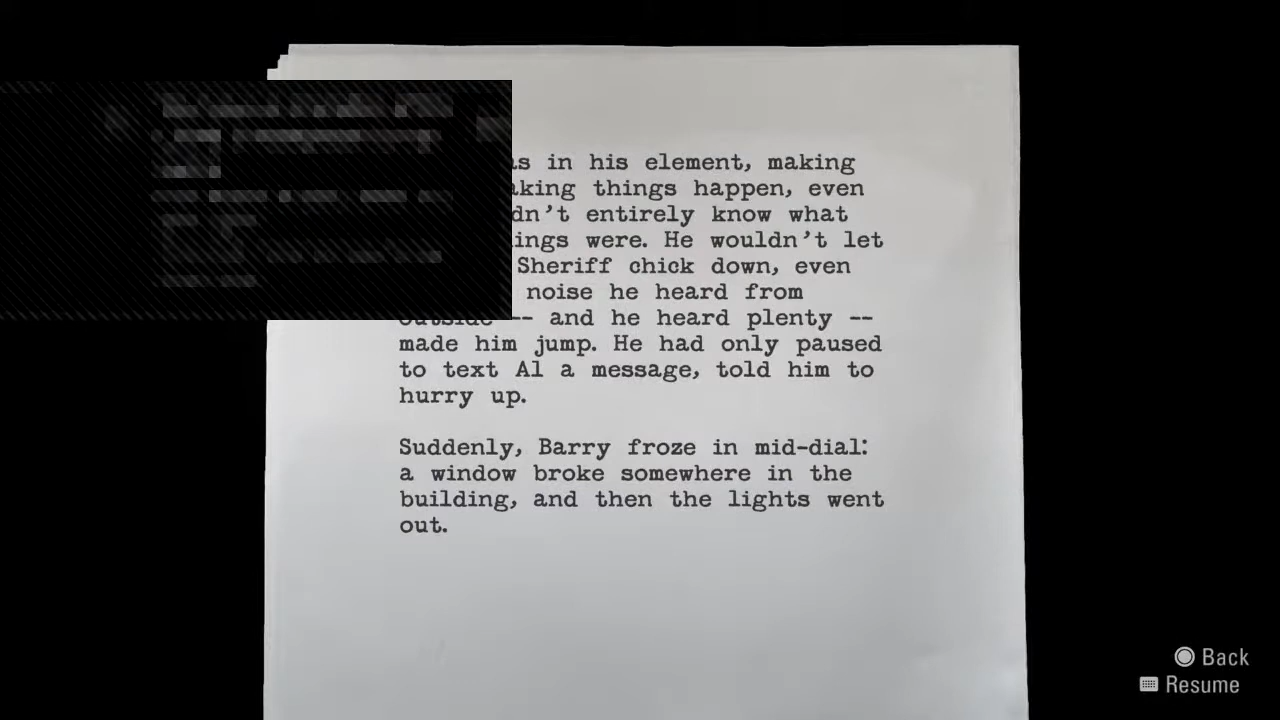 in his element, making
things happen, even
entirely know what
were. He wouldn't let
Sheriff chick down, even
noise he heard from
outside -- and he heard plenty --
made him jump. He had only paused
to text Al a message, told him to
hurry up.
Suddenly, Barry froze in mid-dial:
a window broke somewhere in the
building, and then the lights went
out.
Back
Resume